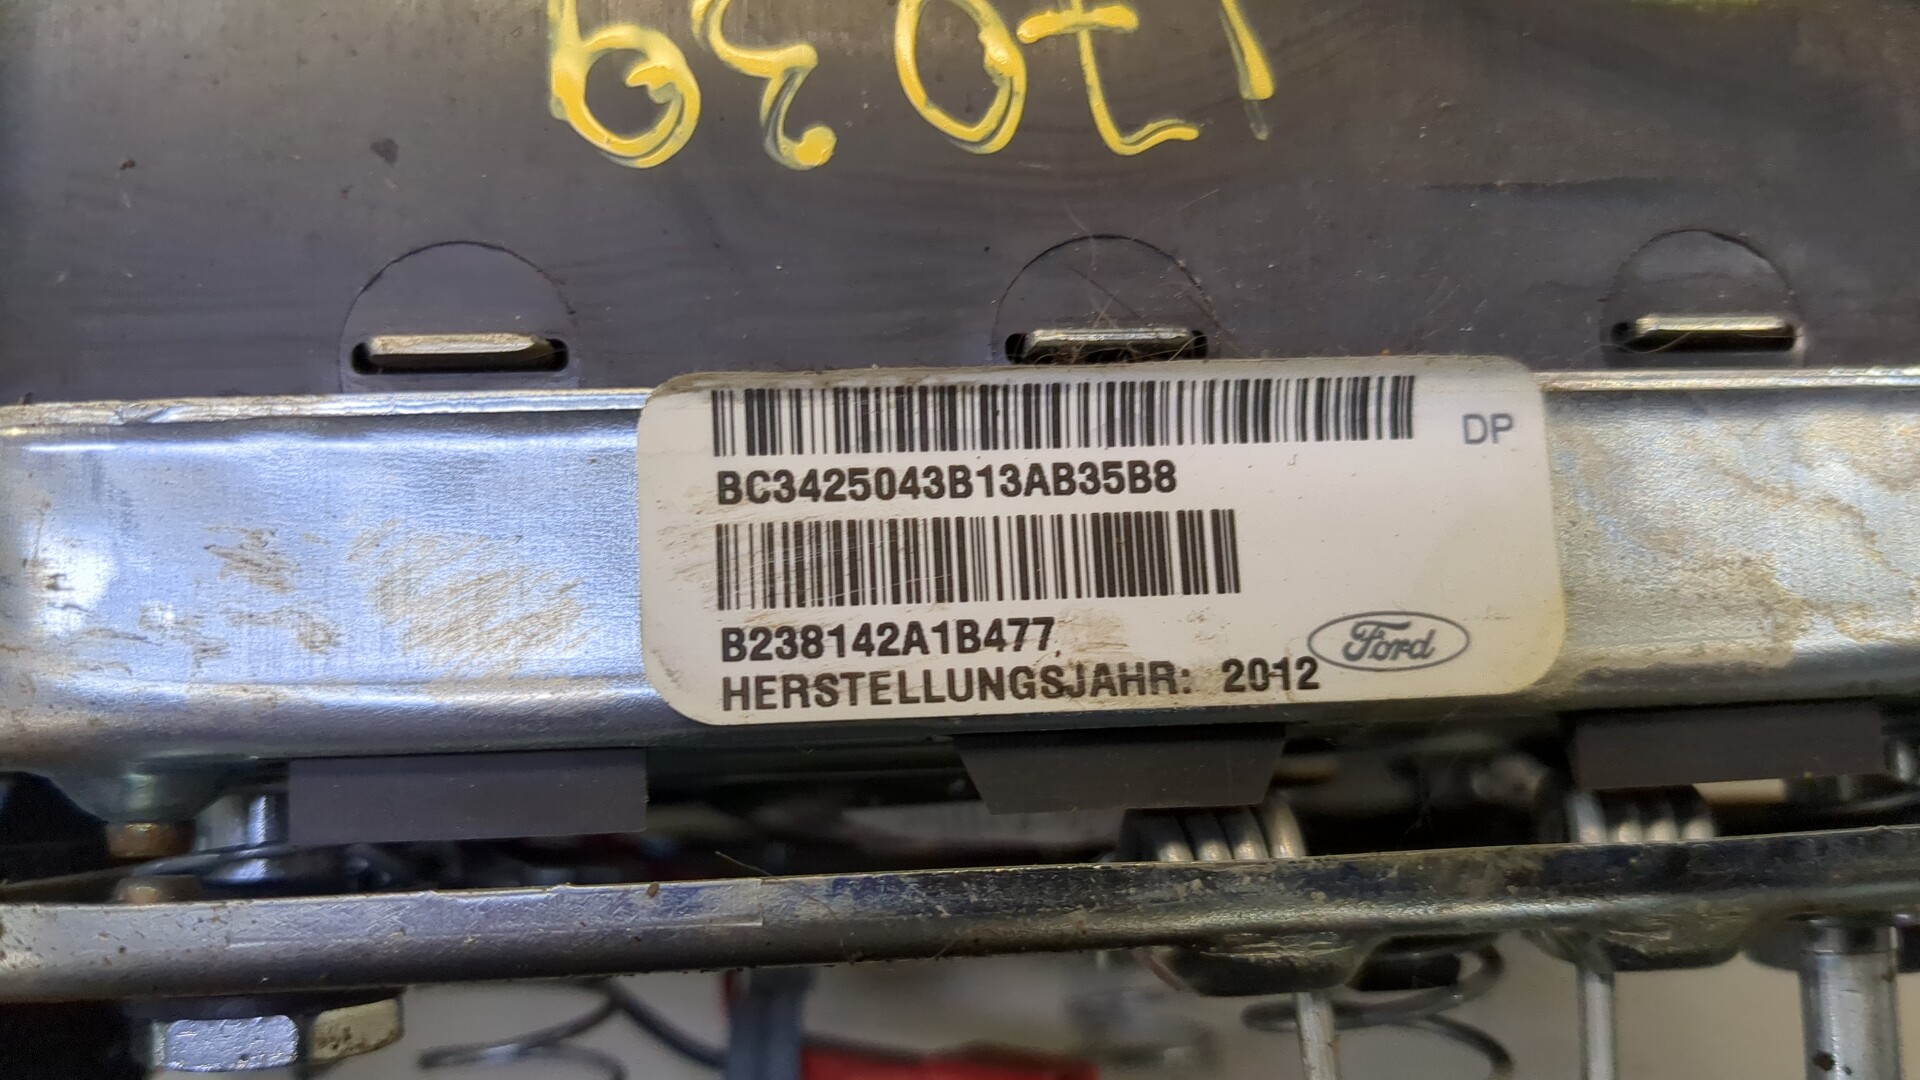 BC3425043B13AB35B8
DP
B238142A1B477
HERSTELLUNGSJAHR: 2012
Ford